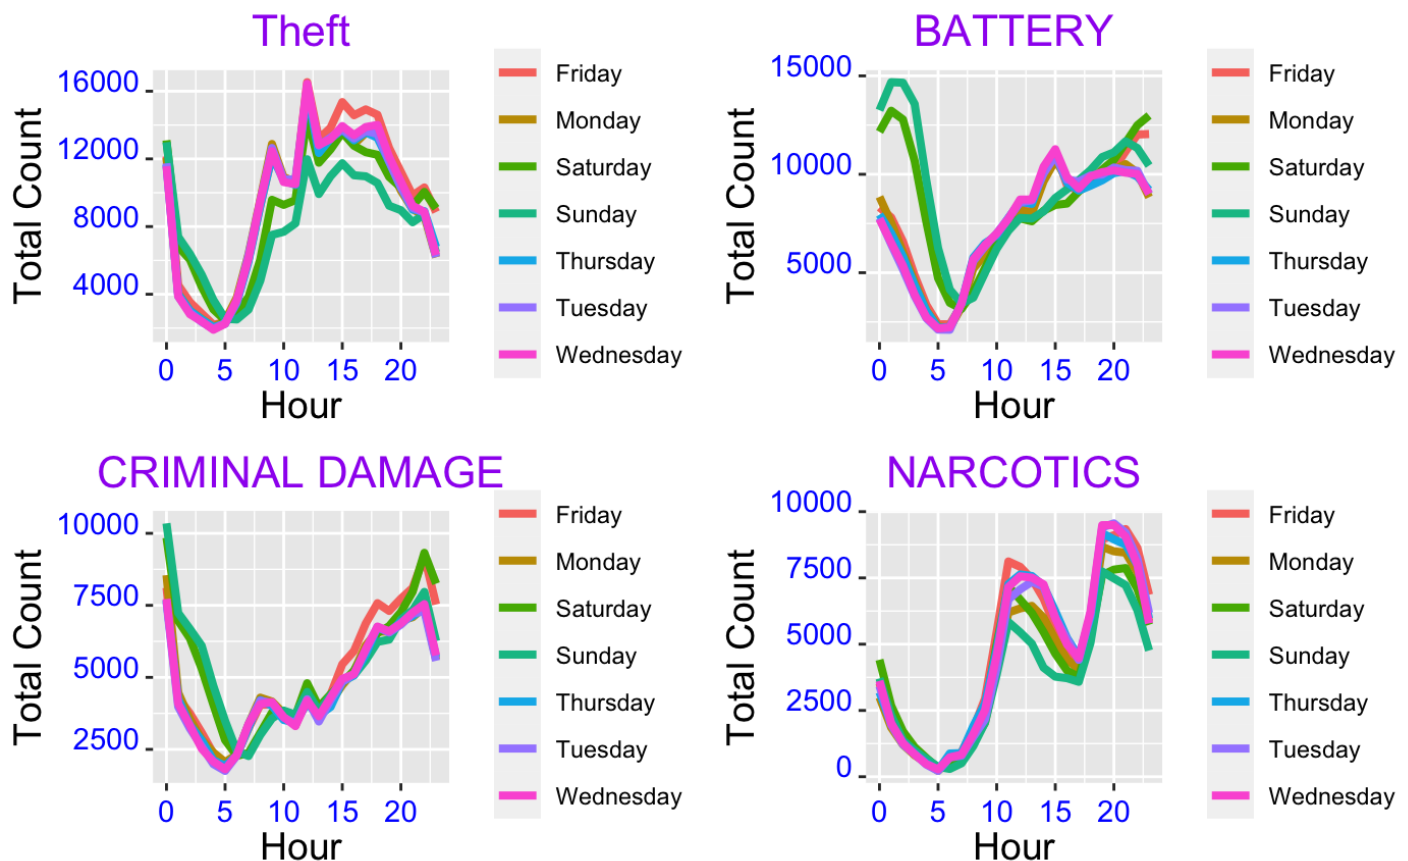 Theft
16000
12000
8000
4000
Total Count
0 5 10 15 20
Hour
Friday
Monday
Saturday
Sunday
Thursday
Tuesday
Wednesday
BATTERY
15000
10000
5000
Total Count
0 5 10 15 20
Hour
Friday
Monday
Saturday
Sunday
Thursday
Tuesday
Wednesday
CRIMINAL DAMAGE
10000
7500
5000
2500
Total Count
0 5 10 15 20
Hour
Friday
Monday
Saturday
Sunday
Thursday
Tuesday
Wednesday
NARCOTICS
10000
7500
5000
2500
0
Total Count
0 5 10 15 20
Hour
Friday
Monday
Saturday
Sunday
Thursday
Tuesday
Wednesday